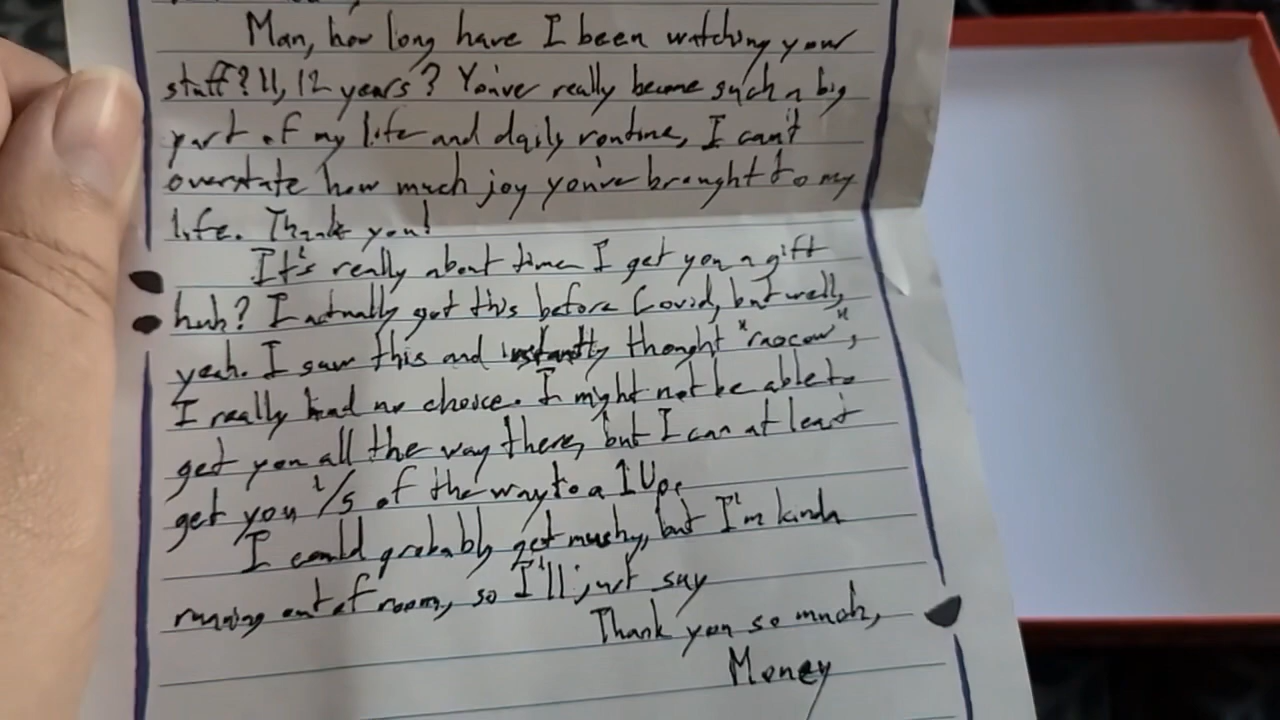 Man, how long have I been watching your
stuff? 11, 12 years? You've really become such a big
part of my life and daily routine, I can't
overstate how much joy you've brought to my
life. Thank you!
It's really about time I get you a gift
huh? I actually got this before Covid, but well,
yeah. I saw this and instantly thought "raocow",
I really had no choice. I might not be able to
get you all the way there, but I can at least
get you 1/5 of the way to a 1Up.
I could probably get mushy, but I'm kinda
running out of room, so I'll just say
Thank you so much,
Money